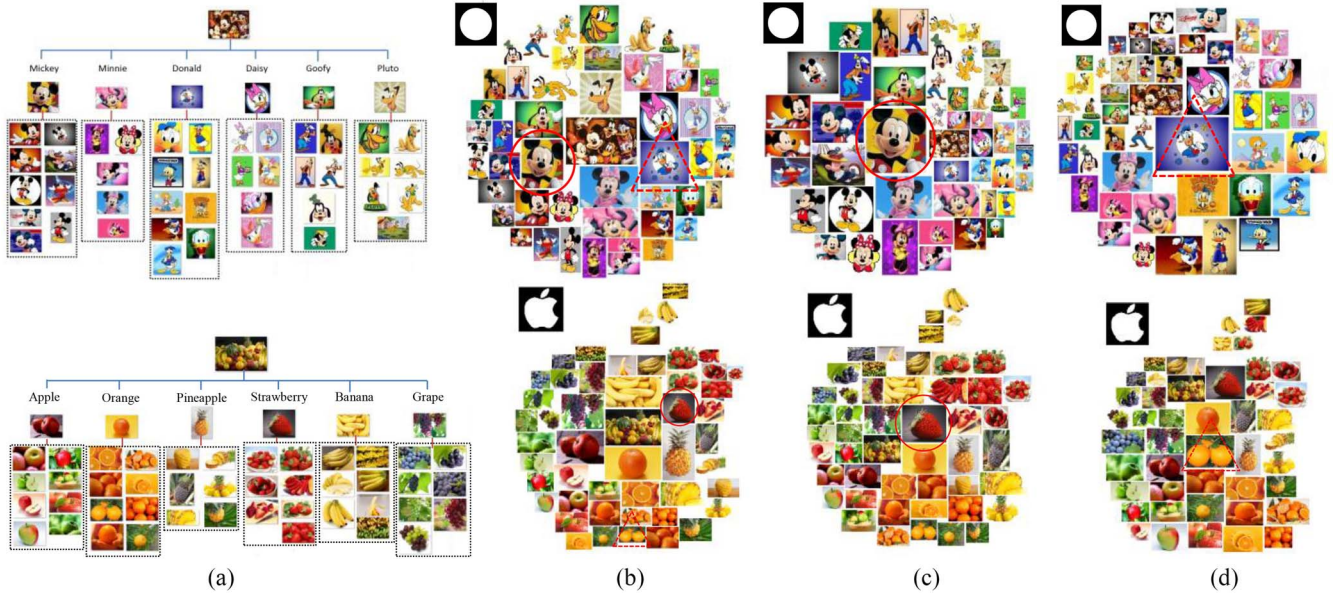 Mickey Minnie Donald Daisy Goofy Pluto
Apple Orange Pineapple Strawberry Banana Grape
(a) (b) (c) (d)